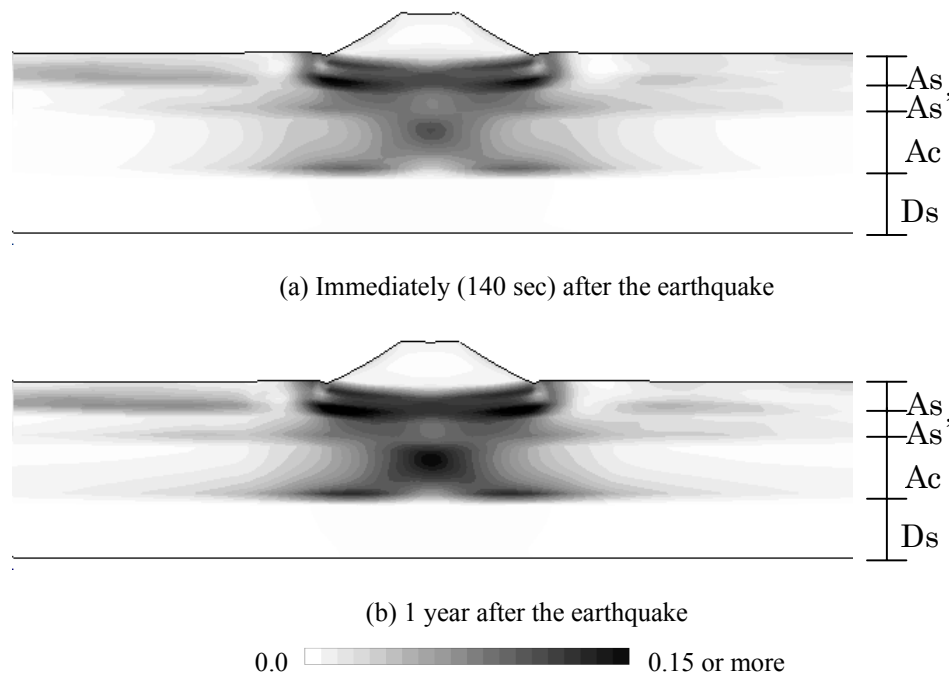 As
As'
Ac
Ds
(a) Immediately (140 sec) after the earthquake
As
As'
Ac
Ds
(b) 1 year after the earthquake
0.0 0.15 or more